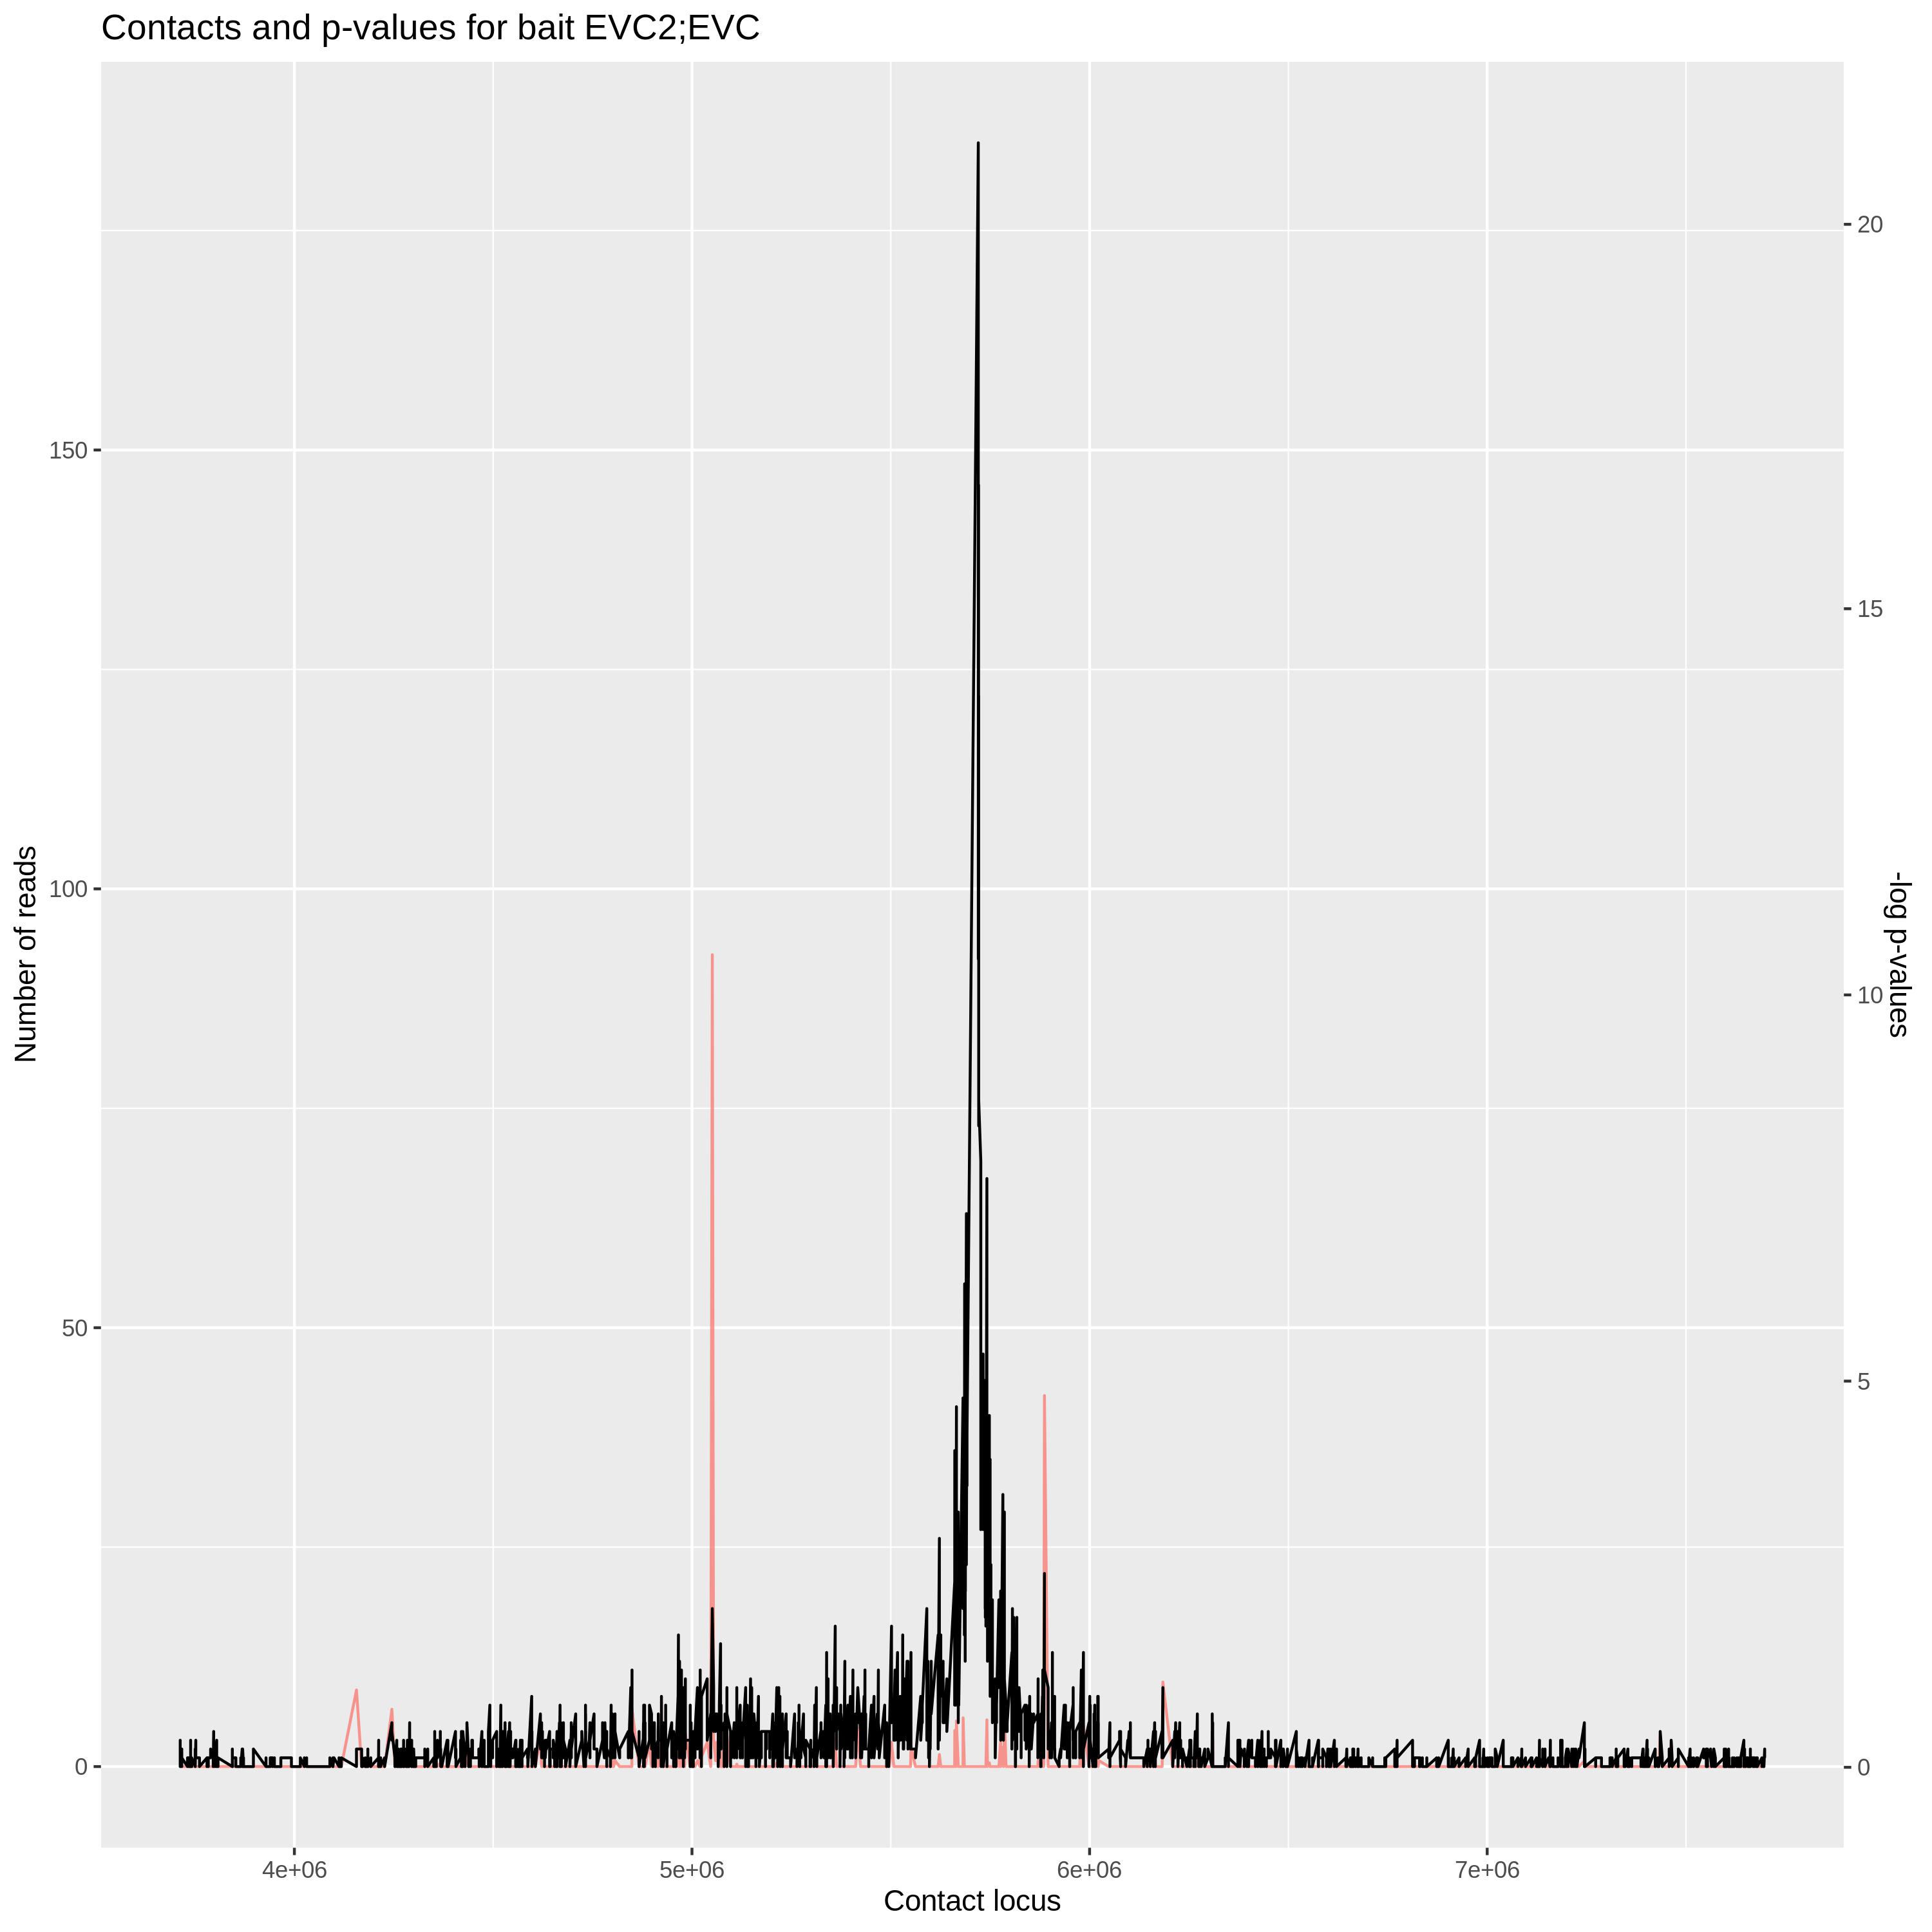 Contacts and p-values for bait EVC2;EVC
Number of reads
150
100
50
0
20
15
10
5
0
-log p-values
4e+06 5e+06 6e+06 7e+06
Contact locus